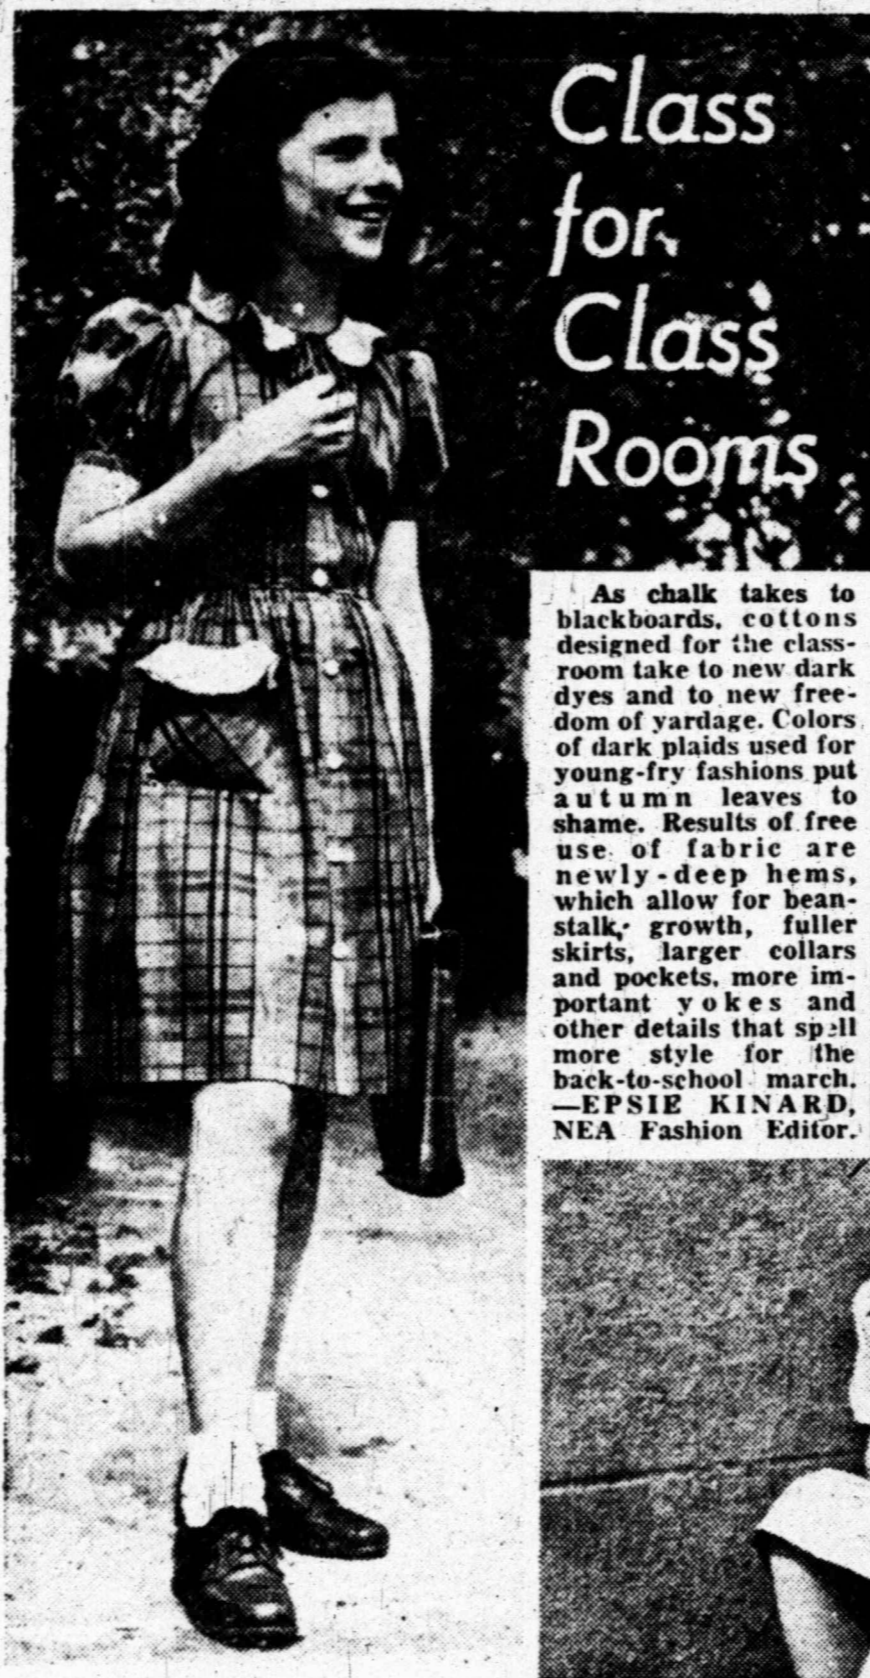 Class
for
Class
Rooms
As chalk takes to
blackboards, cottons
designed for the class-
room take to new dark
dyes and to new free-
dom of yardage. Colors
of dark plaids used for
young-fry fashions put
autumn leaves to
shame. Results of free
use of fabric are
newly-deep hems,
which allow for bean-
stalk growth, fuller
skirts, larger collars
and pockets, more im-
portant yokes and
other details that spell
more style for the
back-to-school march.
—EPSIE KINARD,
NEA Fashion Editor.